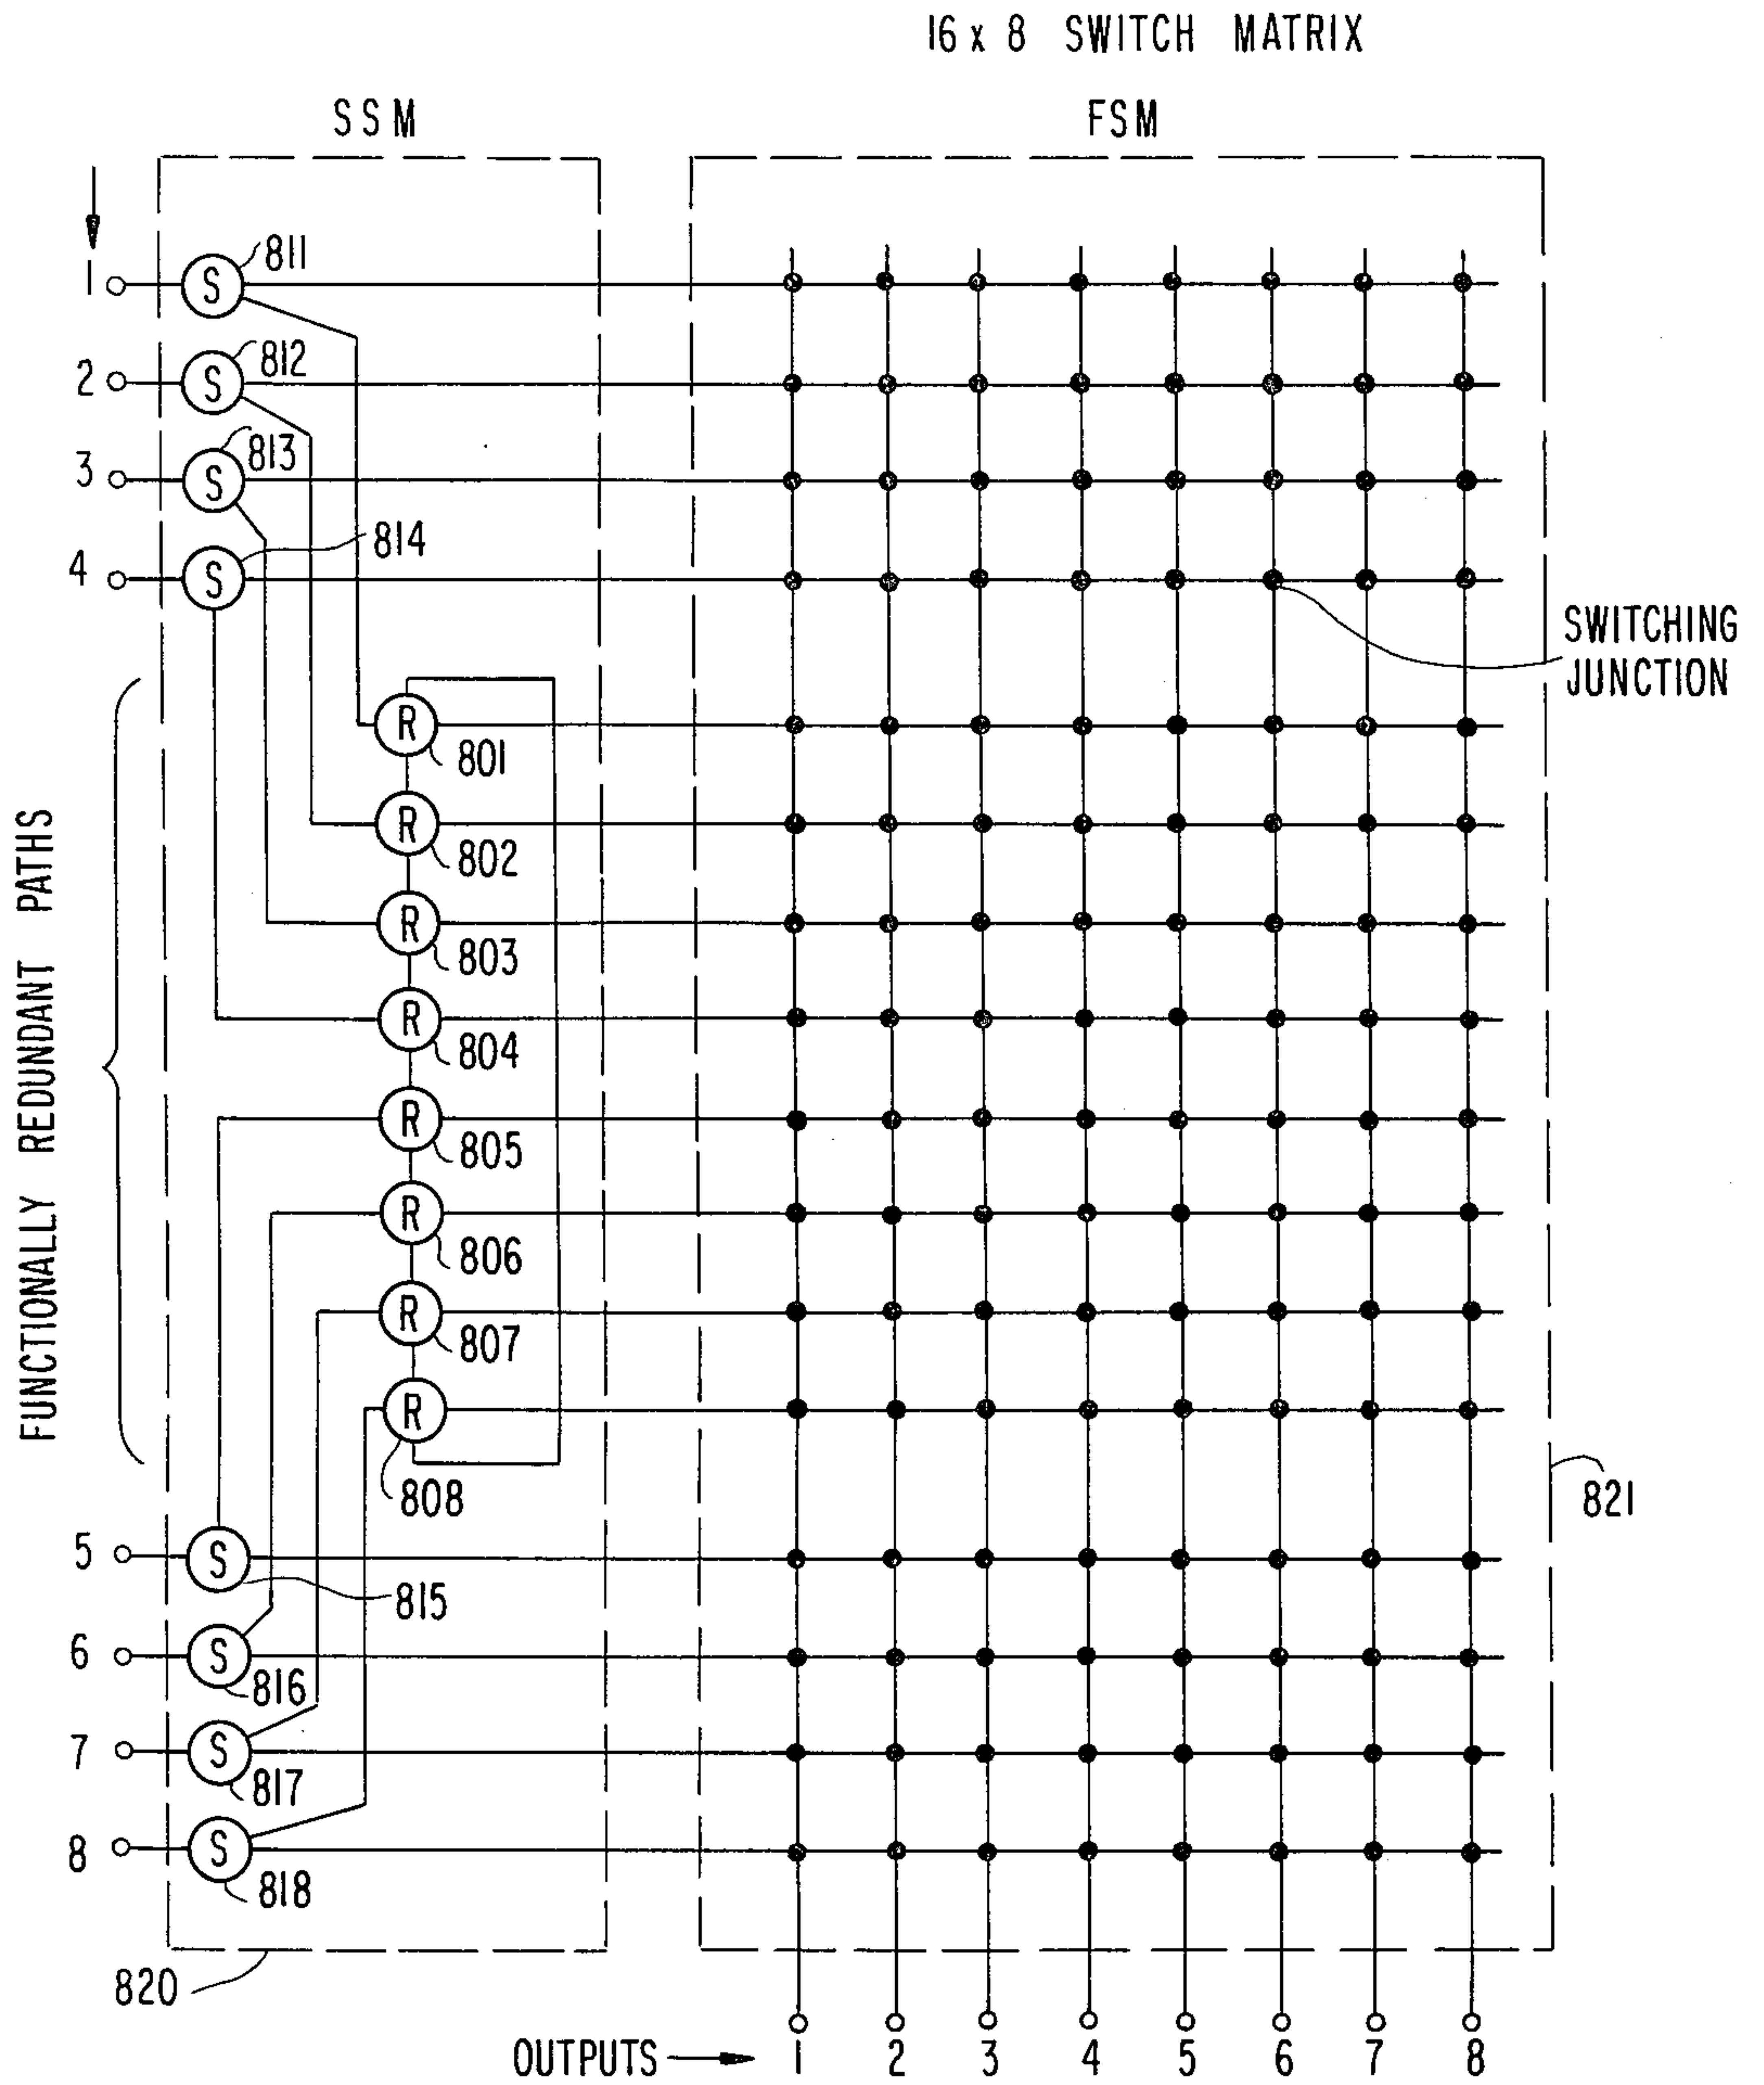 16 x 8 SWITCH MATRIX
SSM
FSM
1
S
811
2
S
812
3
S
813
4
S
814
SWITCHING
JUNCTION
FUNCTIONALLY REDUNDANT PATHS
R
801
R
802
R
803
R
804
R
805
R
806
R
807
R
808
821
5
S
815
6
S
816
7
S
817
8
S
818
820
OUTPUTS
1 2 3 4 5 6 7 8